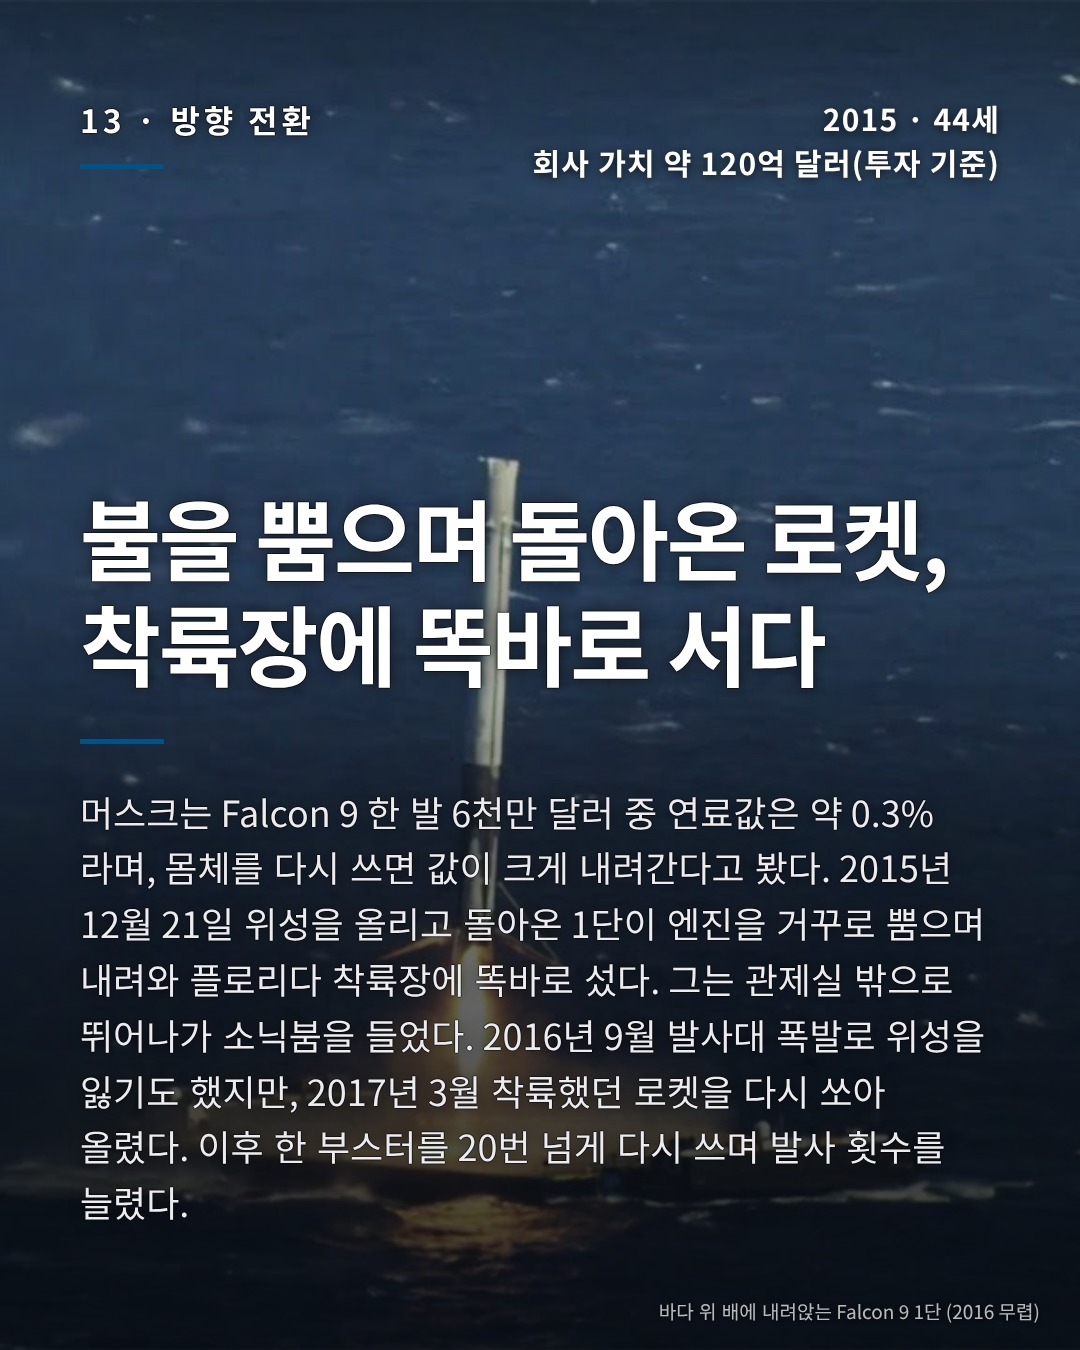 13 · 방향 전환
2015 · 44세
회사 가치 약 120억 달러(투자 기준)
불을 뿜으며 돌아온 로켓,
착륙장에 똑바로 서다
머스크는 Falcon 9 한 발 6천만 달러 중 연료값은 약 0.3%
라며, 몸체를 다시 쓰면 값이 크게 내려간다고 봤다. 2015년
12월 21일 위성을 올리고 돌아온 1단이 엔진을 거꾸로 뿜으며
내려와 플로리다 착륙장에 똑바로 섰다. 그는 관제실 밖으로
뛰어나가 소닉붐을 들었다. 2016년 9월 발사대 폭발로 위성을
잃기도 했지만, 2017년 3월 착륙했던 로켓을 다시 쏘아
올렸다. 이후 한 부스터를 20번 넘게 다시 쓰며 발사 횟수를
늘렸다.
바다 위 배에 내려앉는 Falcon 9 1단 (2016 무렵)